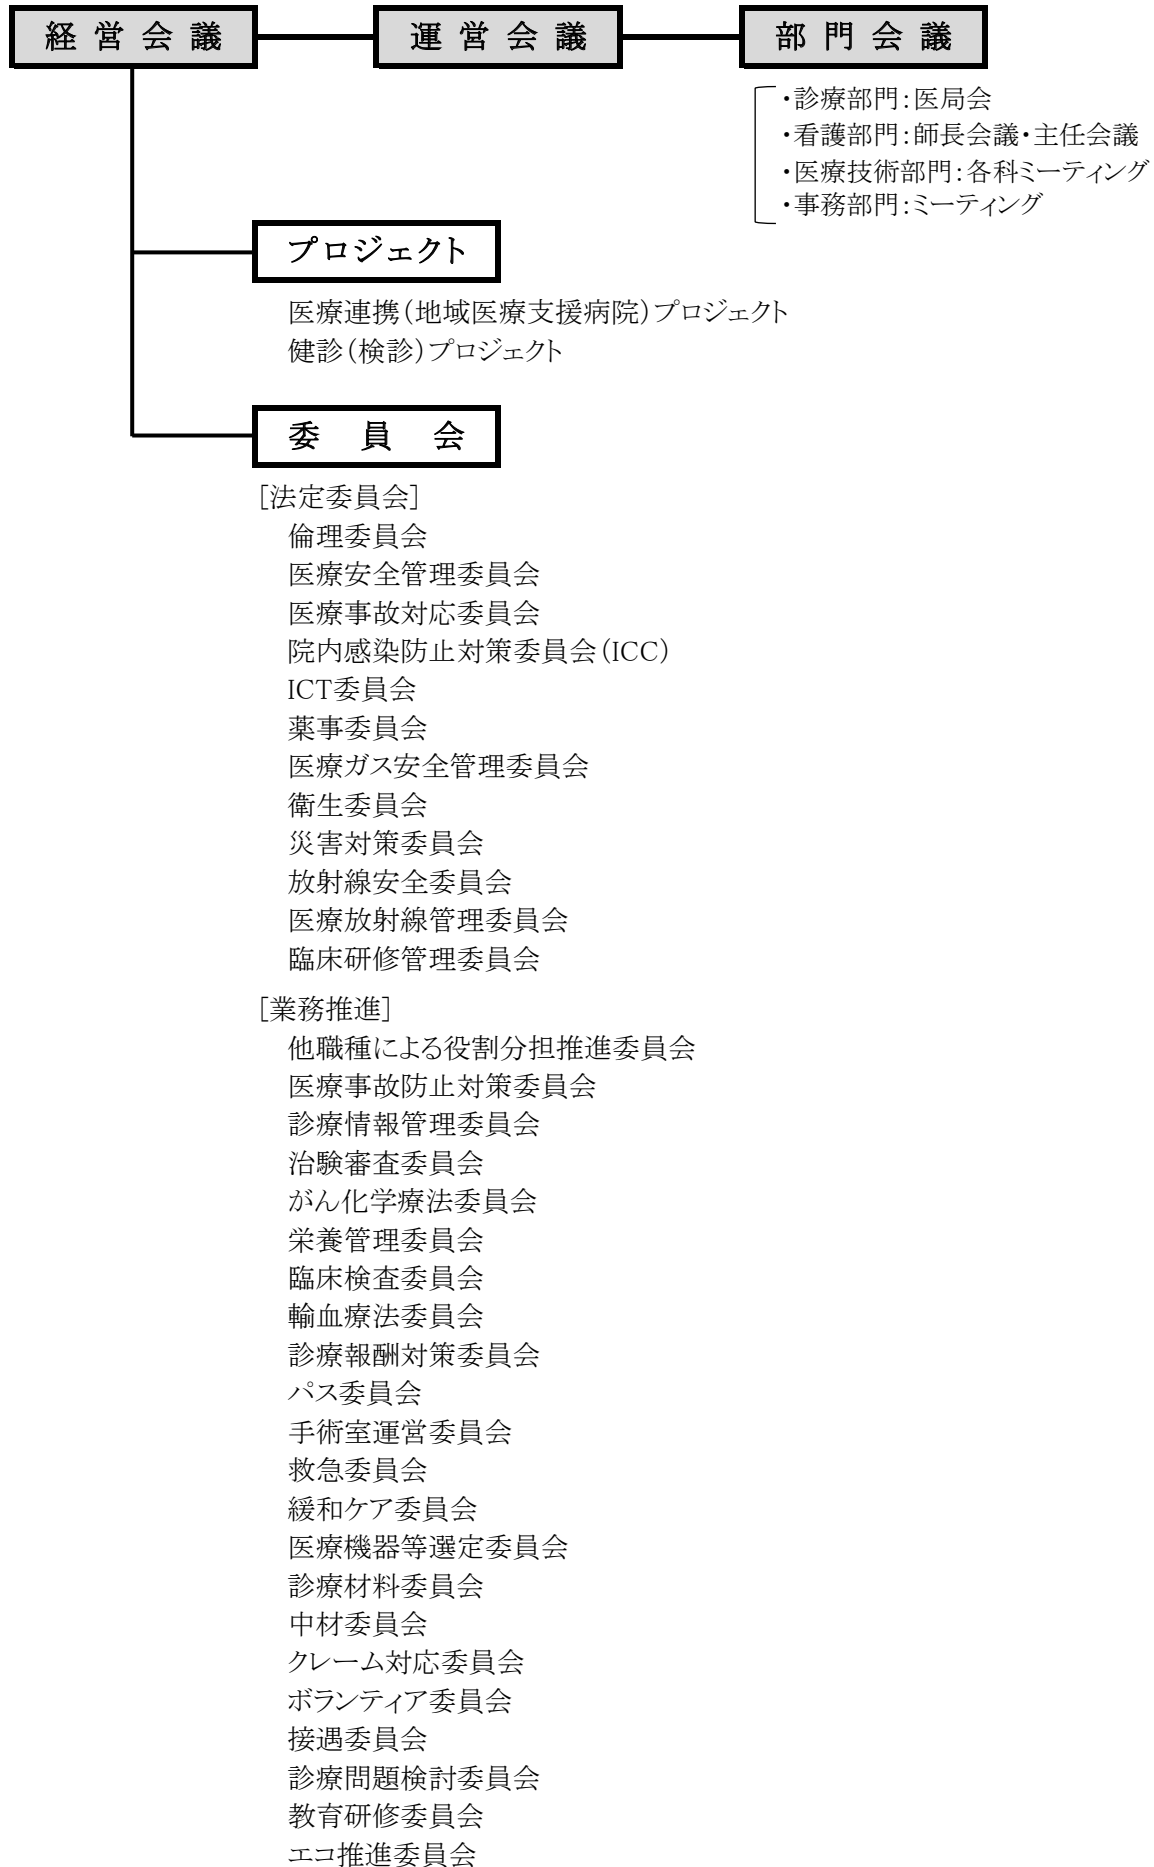 経営会議 運営会議 部門会議
・診療部門：医局会
・看護部門：師長会議・主任会議
・医療技術部門：各科ミーティング
・事務部門：ミーティング
プロジェクト
医療連携（地域医療支援病院）プロジェクト
健診（検診）プロジェクト
委員会
［法定委員会］
倫理委員会
医療安全管理委員会
医療事故対応委員会
院内感染防止対策委員会（ICC）
ICT委員会
薬事委員会
医療ガス安全管理委員会
衛生委員会
災害対策委員会
放射線安全委員会
医療放射線管理委員会
臨床研修管理委員会
［業務推進］
他職種による役割分担推進委員会
医療事故防止対策委員会
診療情報管理委員会
治験審査委員会
がん化学療法委員会
栄養管理委員会
臨床検査委員会
輸血療法委員会
診療報酬対策委員会
パス委員会
手術室運営委員会
救急委員会
緩和ケア委員会
医療機器等選定委員会
診療材料委員会
中材委員会
クレーム対応委員会
ボランティア委員会
接遇委員会
診療問題検討委員会
教育研修委員会
エコ推進委員会